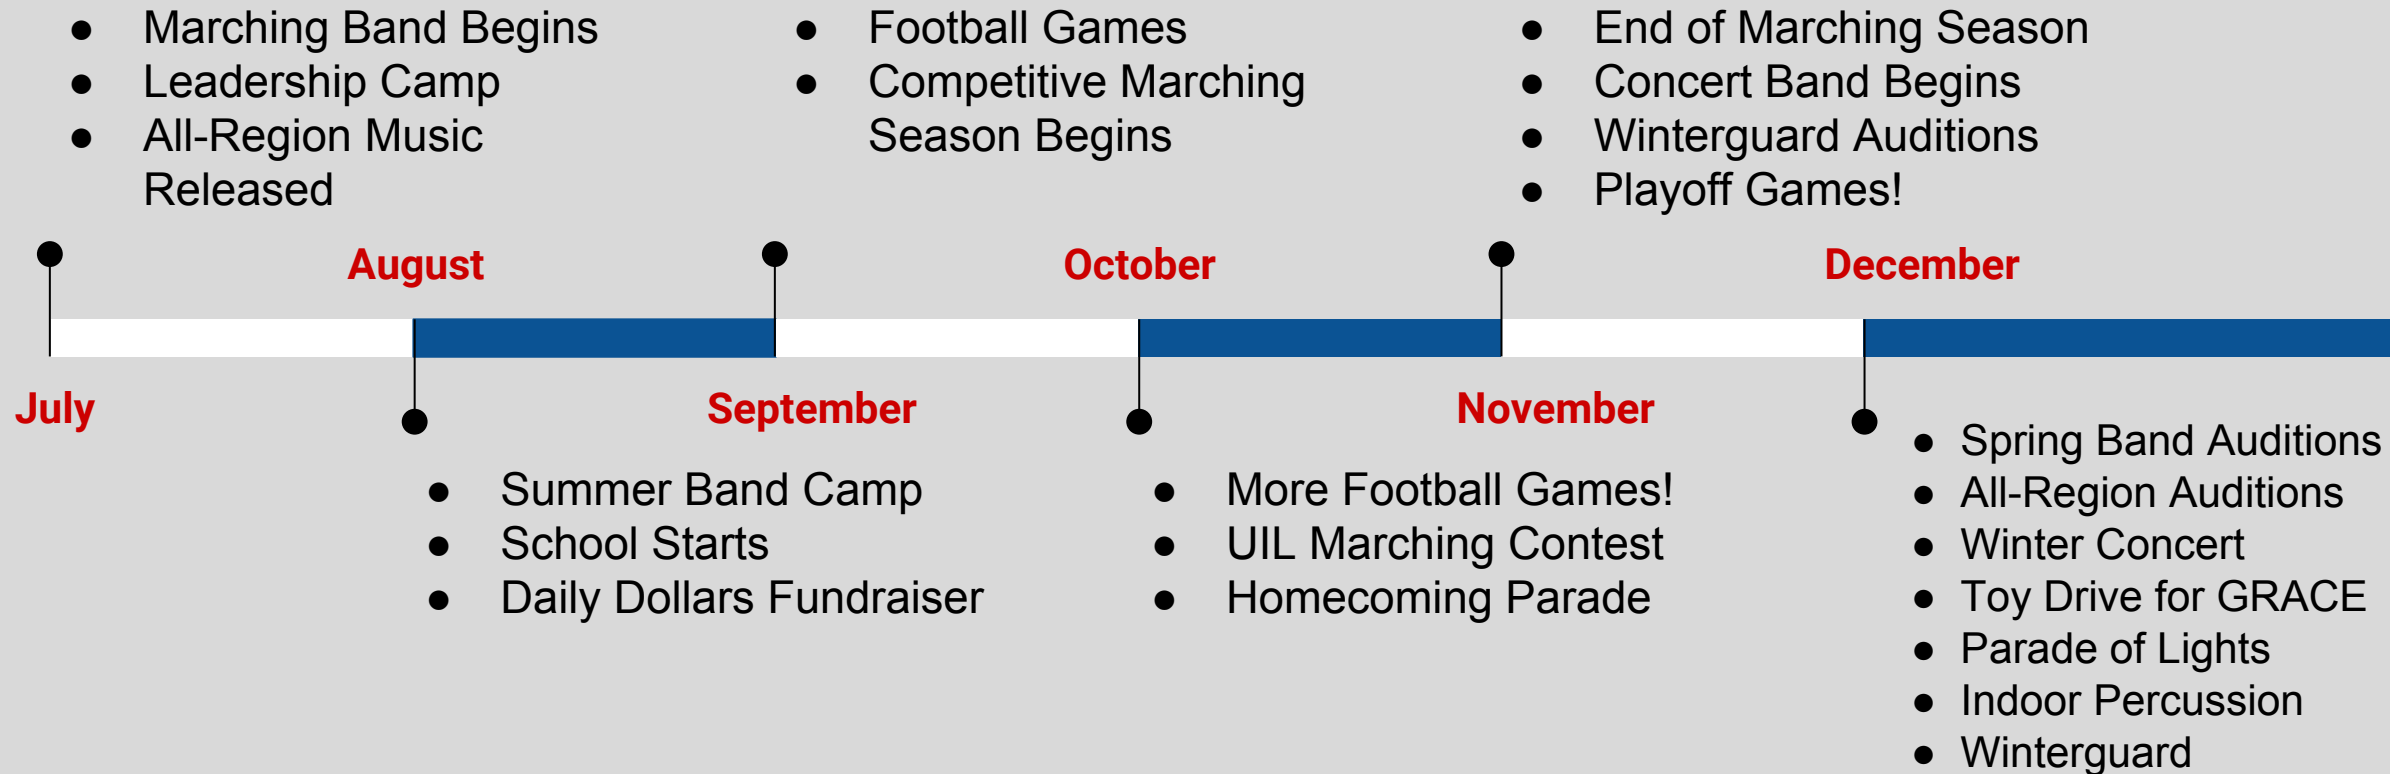 ● Marching Band Begins
● Leadership Camp
● All-Region Music
Released
● Football Games
● Competitive Marching
Season Begins
● End of Marching Season
● Concert Band Begins
● Winterguard Auditions
● Playoff Games!
August
October
December
July
September
November
● Summer Band Camp
● School Starts
● Daily Dollars Fundraiser
● More Football Games!
● UIL Marching Contest
● Homecoming Parade
● Spring Band Auditions
● All-Region Auditions
● Winter Concert
● Toy Drive for GRACE
● Parade of Lights
● Indoor Percussion
● Winterguard